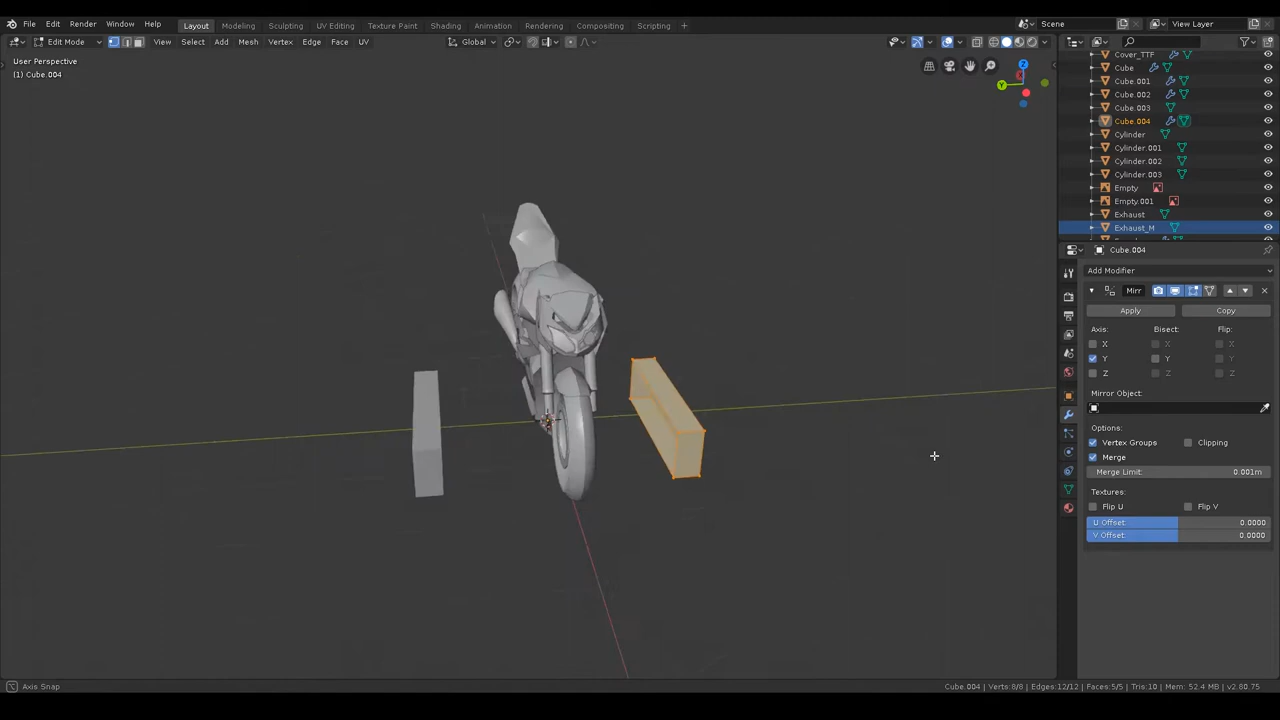 File Edit Render Window Help Layout Modeling Sculpting UV Editing Texture Paint Shading Animation Rendering Compositing Scripting + Scene View Layer
Edit Mode View Select Add Mesh Vertex Edge Face UV Global
User Perspective
(1) Cube.004
Z
X
Y
Cover_TTF
Cube
Cube.001
Cube.002
Cube.003
Cube.004
Cylinder
Cylinder.001
Cylinder.002
Cylinder.003
Empty
Empty.001
Exhaust
Exhaust_M
Cube.004
Add Modifier
Mirr
Apply Copy
Axis: Bisect: Flip:
X X X
Y Y Y
Z Z Z
Mirror Object:
Options:
Vertex Groups Clipping
Merge
Merge Limit: 0.001m
Textures:
Flip U Flip V
U Offset: 0.0000
V Offset: 0.0000
Axis Snap Cube.004 | Verts:8/8 | Edges:12/12 | Faces:5/5 | Tris:10 | Mem: 52.4 MB | v2.80.75